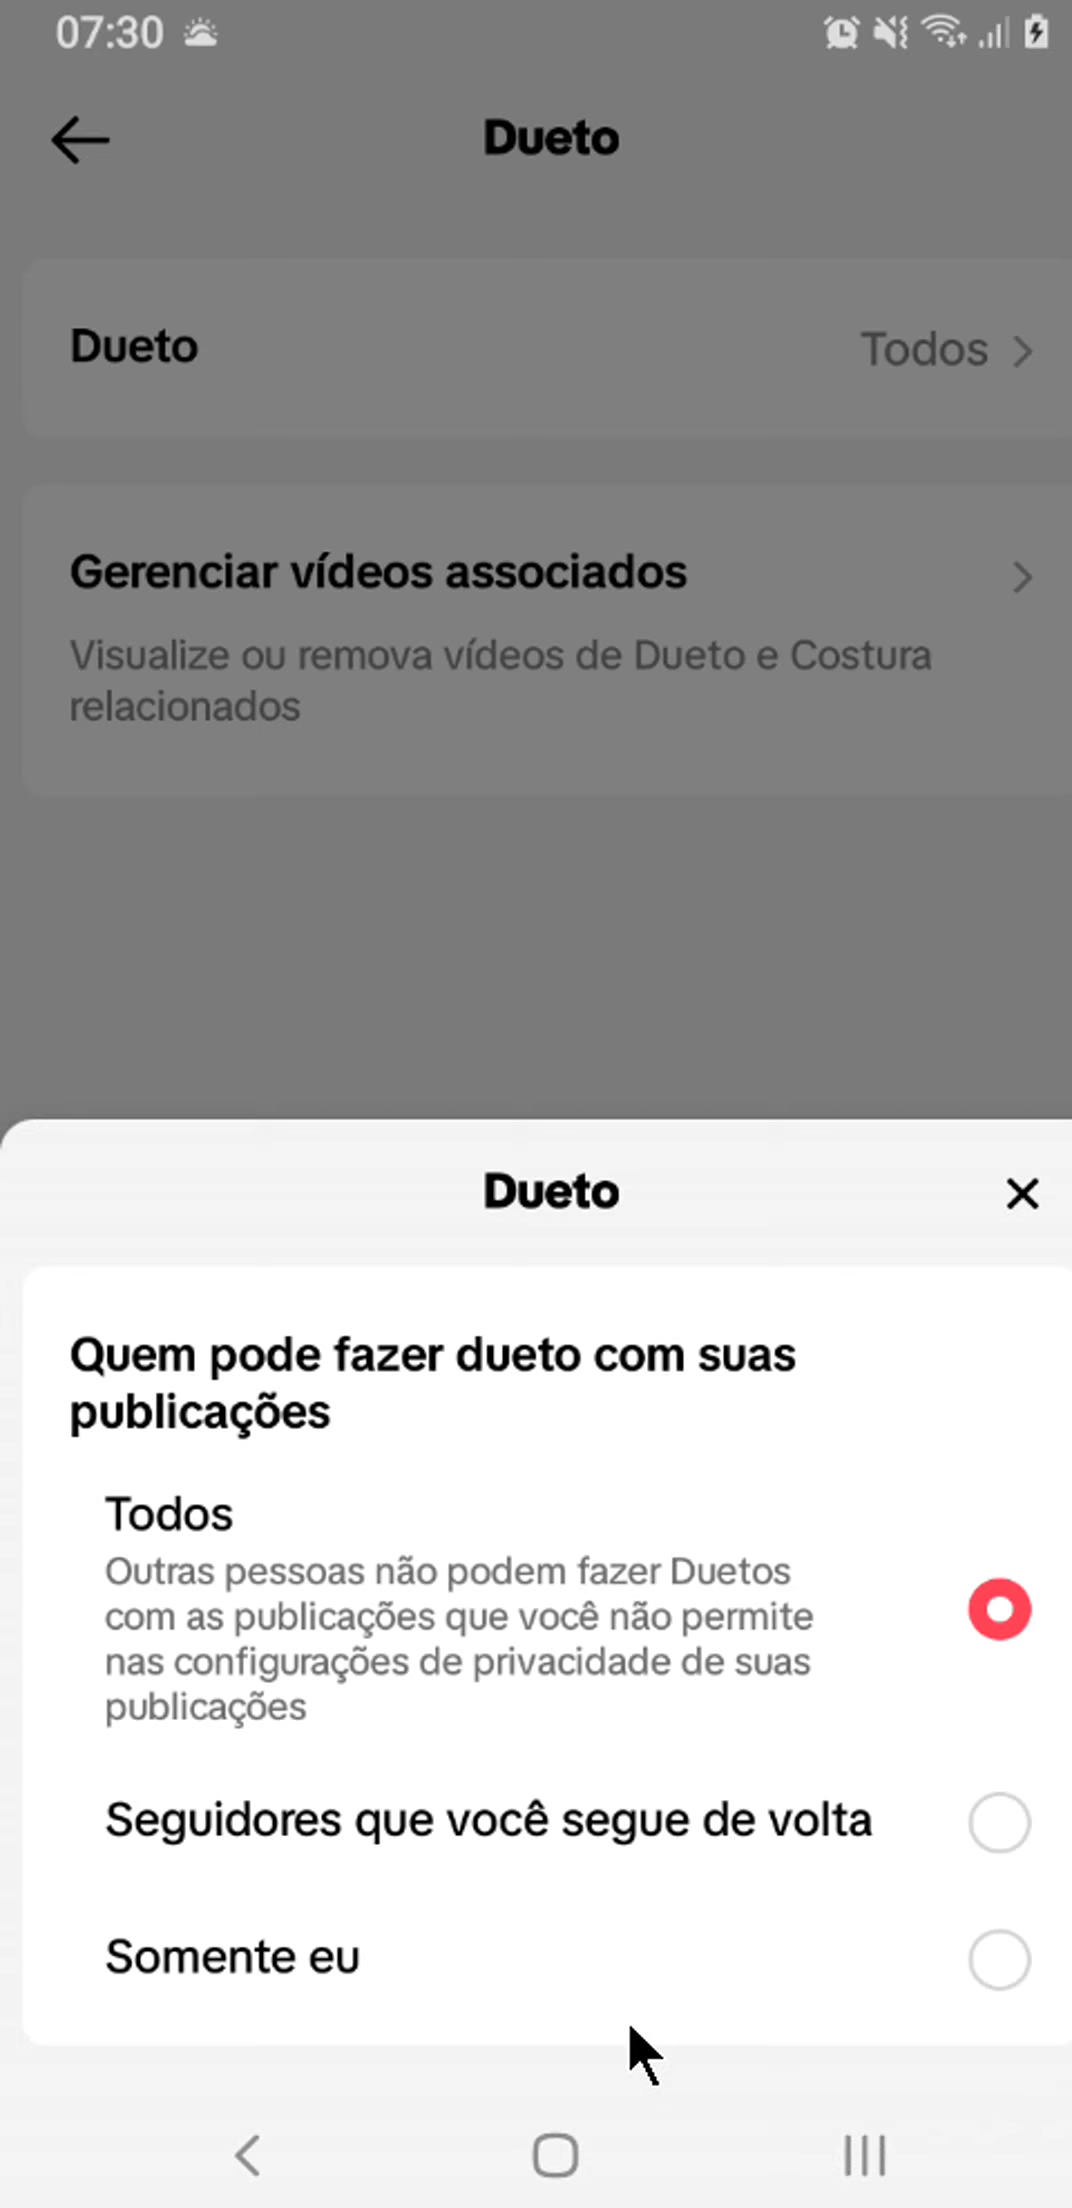 07:30
Dueto
Dueto
Todos
Gerenciar vídeos associados
Visualize ou remova vídeos de Dueto e Costura
relacionados
Dueto
Quem pode fazer dueto com suas
publicações
Todos
Outras pessoas não podem fazer Duetos
com as publicações que você não permite
nas configurações de privacidade de suas
publicações
Seguidores que você segue de volta
Somente eu